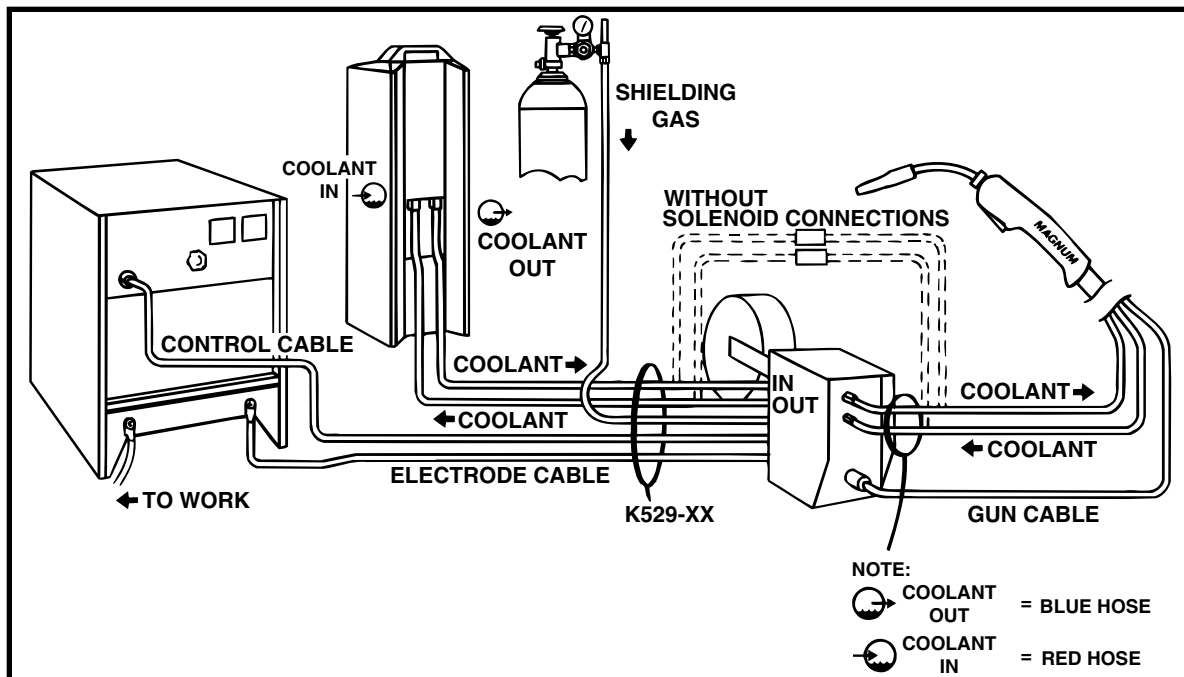 SHIELDING
GAS
COOLANT
IN
COOLANT
OUT
WITHOUT
SOLENOID CONNECTIONS
MAGNUM
CONTROL CABLE
COOLANT
IN
OUT
COOLANT
COOLANT
COOLANT
ELECTRODE CABLE
TO WORK
K529-XX
GUN CABLE
NOTE:
COOLANT
OUT
= BLUE HOSE
COOLANT
IN
= RED HOSE